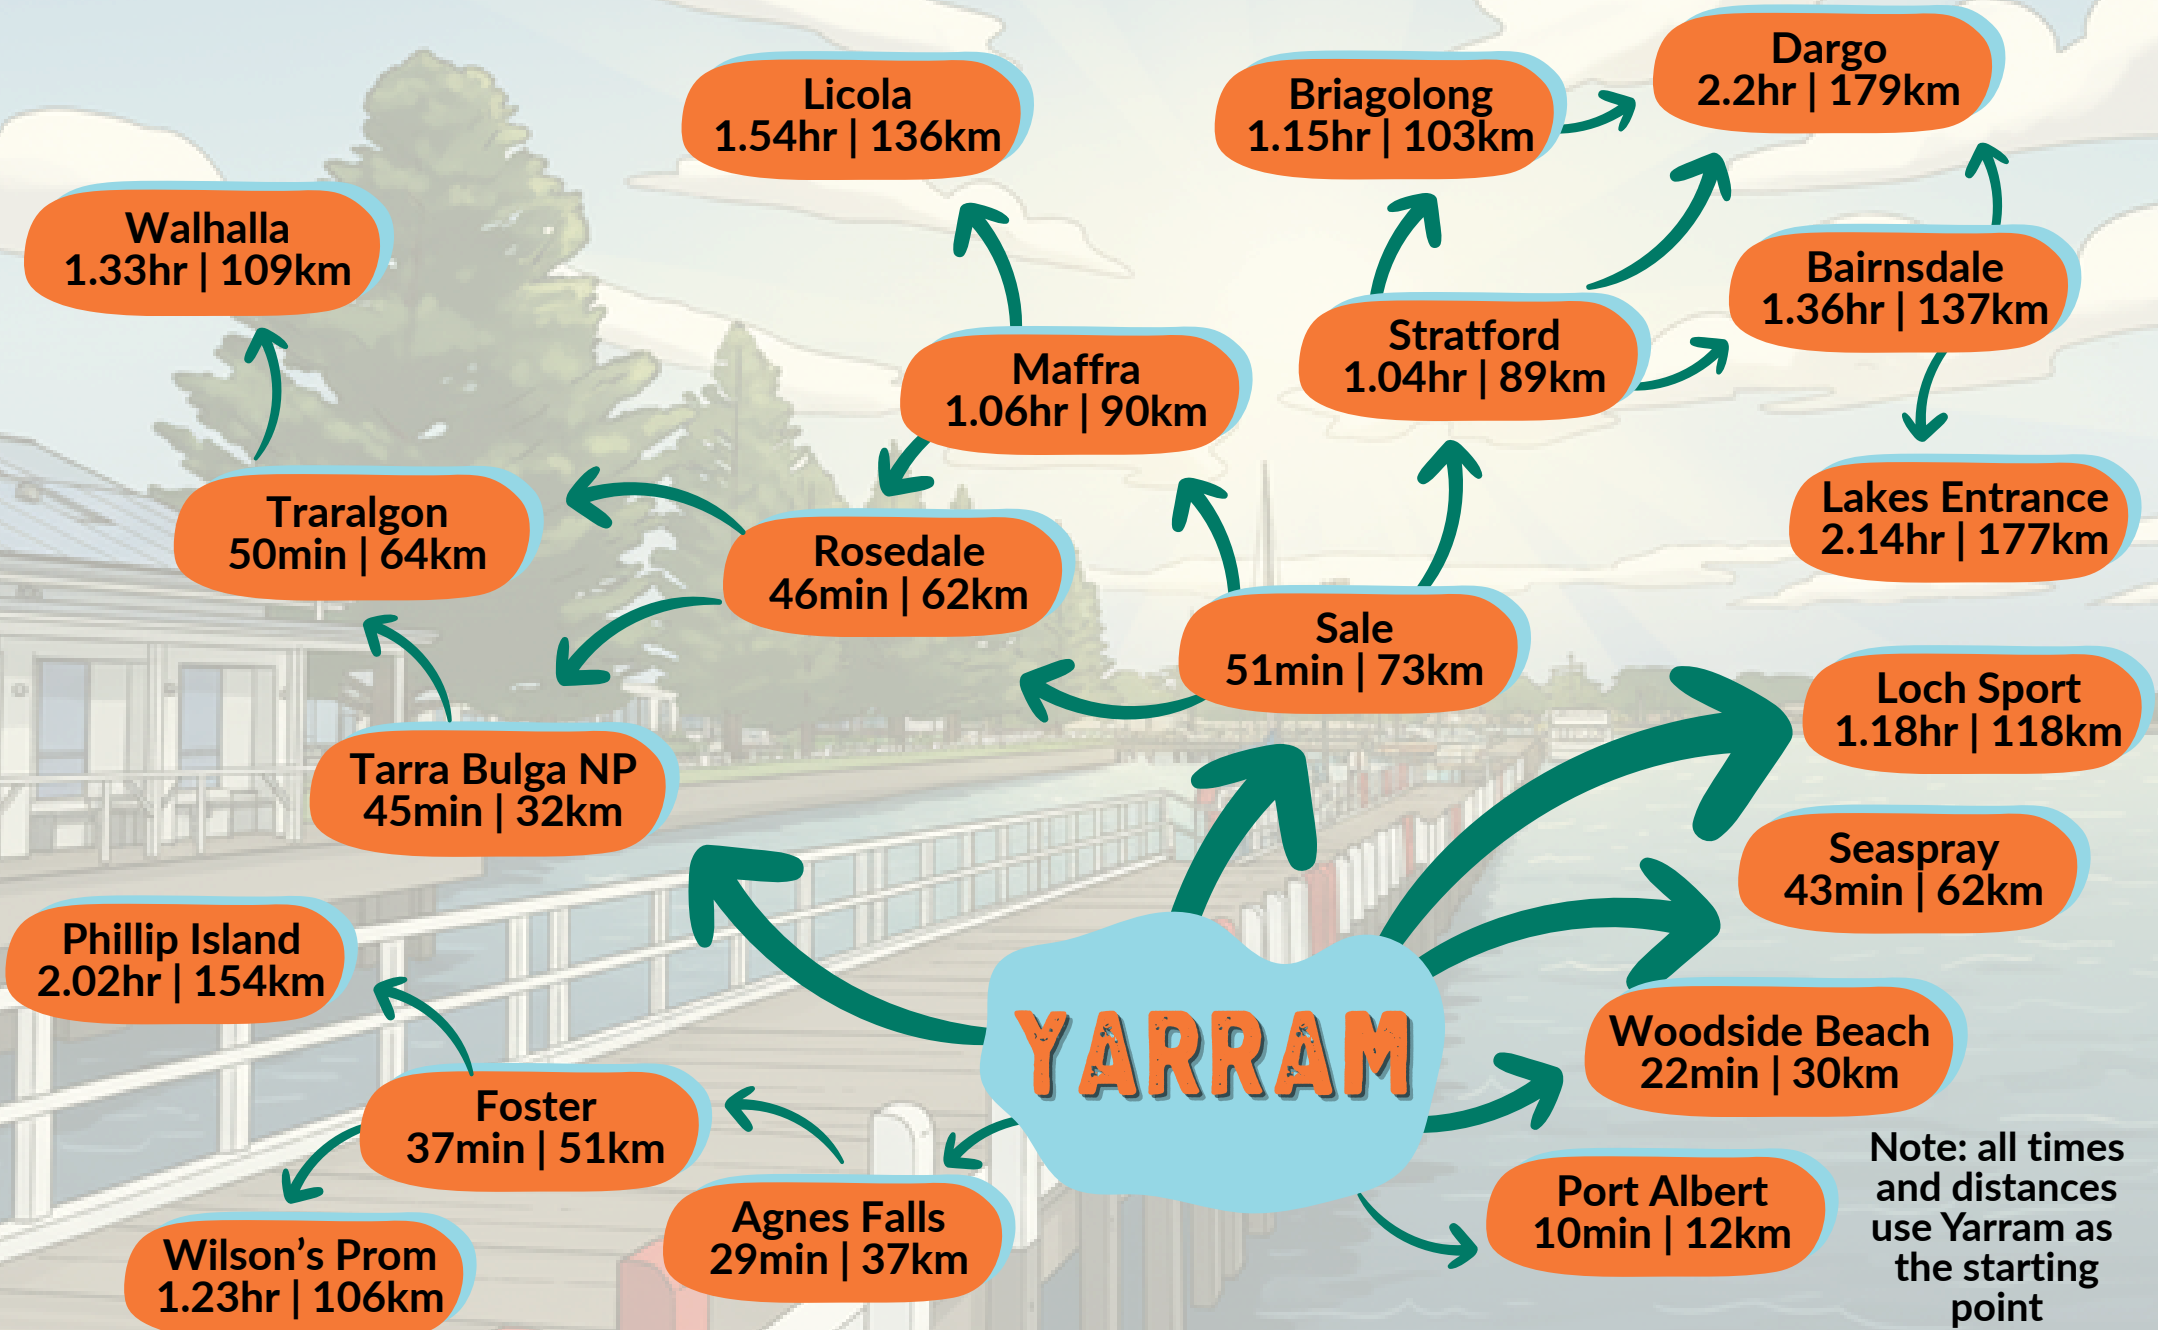 Dargo
2.2hr | 179km
Licola
1.54hr | 136km
Briagolong
1.15hr | 103km
Walhalla
1.33hr | 109km
Bairnsdale
1.36hr | 137km
Stratford
1.04hr | 89km
Maffra
1.06hr | 90km
Lakes Entrance
2.14hr | 177km
Traralgon
50min | 64km
Rosedale
46min | 62km
Sale
51min | 73km
Loch Sport
1.18hr | 118km
Tarra Bulga NP
45min | 32km
Seaspray
43min | 62km
Phillip Island
2.02hr | 154km
YARRAM
Woodside Beach
22min | 30km
Foster
37min | 51km
Port Albert
10min | 12km
Agnes Falls
29min | 37km
Wilson’s Prom
1.23hr | 106km
Note: all times
and distances
use Yarram as
the starting
point